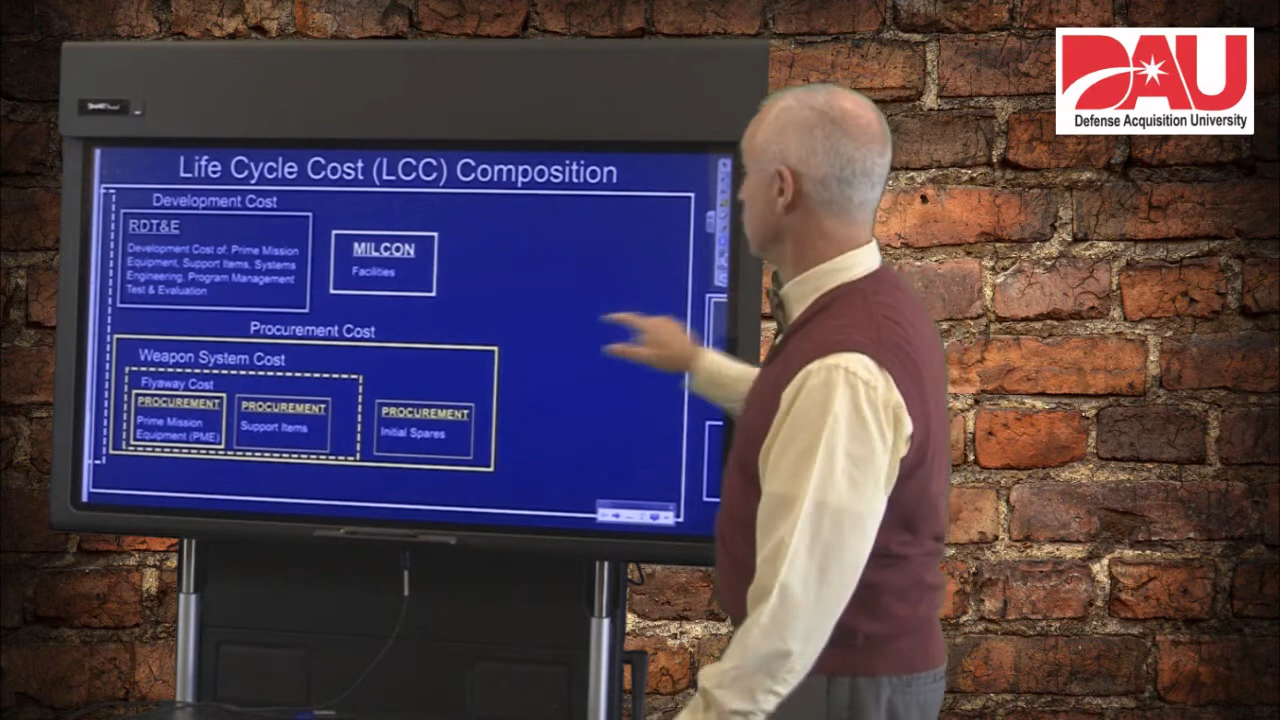 DAU
Defense Acquisition University
SMART
Life Cycle Cost (LCC) Composition
Development Cost
RDT&E
Development Cost of: Prime Mission
Equipment, Support Items, Systems
Engineering, Program Management
Test & Evaluation
MILCON
Facilities
Procurement Cost
Weapon System Cost
Flyaway Cost
PROCUREMENT
Prime Mission
Equipment (PME)
PROCUREMENT
Support Items
PROCUREMENT
Initial Spares